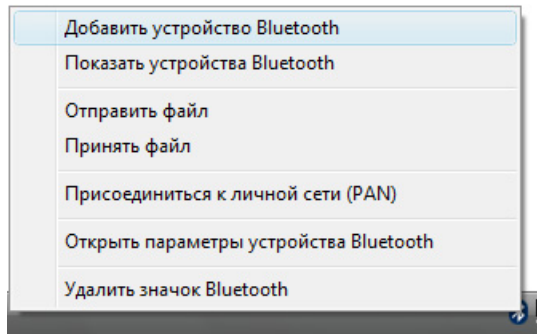 Добавить устройство Bluetooth
Показать устройства Bluetooth
Отправить файл
Принять файл
Присоединиться к личной сети (PAN)
Открыть параметры устройства Bluetooth
Удалить значок Bluetooth